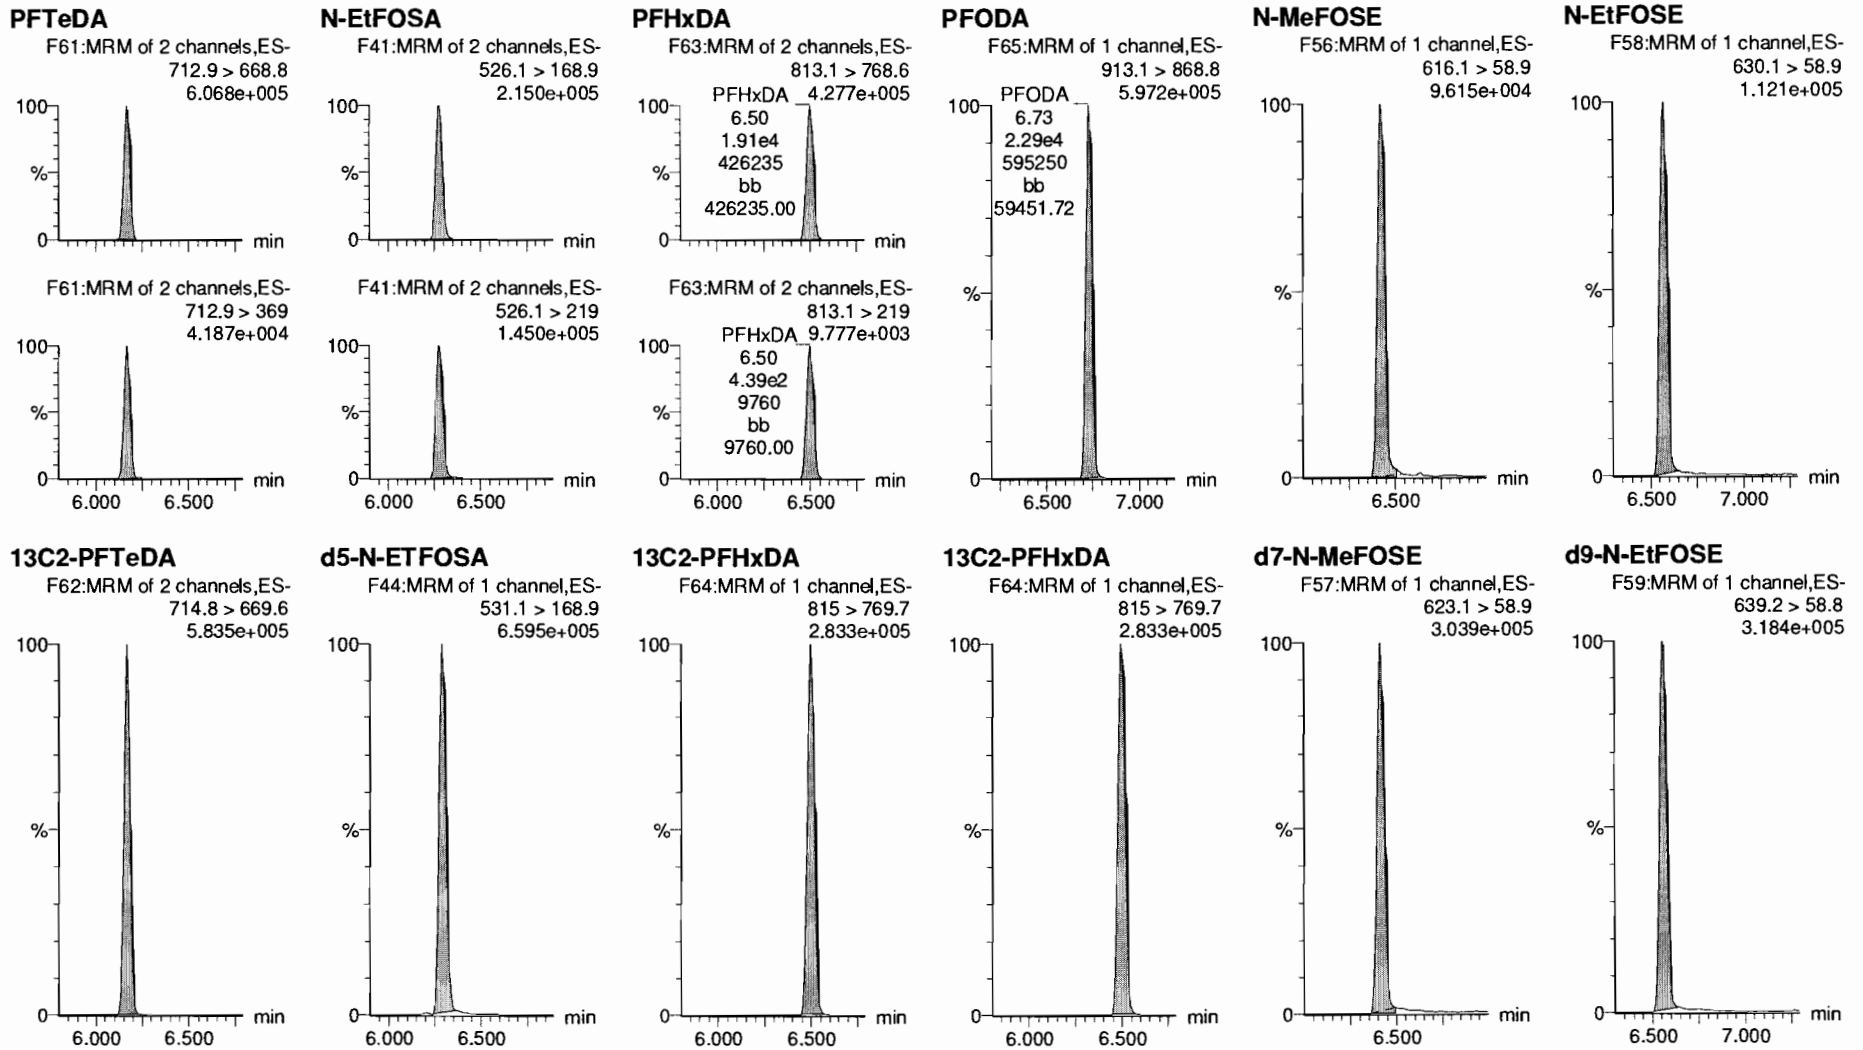 PFTeDA
F61:MRM of 2 channels,ES-
712.9 > 668.8
6.068e+005
100
%
0
min
F61:MRM of 2 channels,ES-
712.9 > 369
4.187e+004
100
%
0
min
6.000 6.500
N-EtFOSA
F41:MRM of 2 channels,ES-
526.1 > 168.9
2.150e+005
100
%
0
min
F41:MRM of 2 channels,ES-
526.1 > 219
1.450e+005
100
%
0
min
6.000 6.500
PFHxDA
F63:MRM of 2 channels,ES-
813.1 > 768.6
4.277e+005
PFHxDA
6.50
1.91e4
426235
bb
426235.00
100
%
0
min
F63:MRM of 2 channels,ES-
813.1 > 219
9.777e+003
PFHxDA
6.50
4.39e2
9760
bb
9760.00
100
%
0
min
6.000 6.500
PFODA
F65:MRM of 1 channel,ES-
913.1 > 868.8
5.972e+005
PFODA
6.73
2.29e4
595250
bb
59451.72
100
%
0
min
6.500 7.000
N-MeFOSE
F56:MRM of 1 channel,ES-
616.1 > 58.9
9.615e+004
100
%
0
min
6.500
N-EtFOSE
F58:MRM of 1 channel,ES-
630.1 > 58.9
1.121e+005
100
%
0
min
6.500 7.000
13C2-PFTeDA
F62:MRM of 2 channels,ES-
714.8 > 669.6
5.835e+005
100
%
0
min
6.000 6.500
d5-N-ETFOSA
F44:MRM of 1 channel,ES-
531.1 > 168.9
6.595e+005
100
%
0
min
6.000 6.500
13C2-PFHxDA
F64:MRM of 1 channel,ES-
815 > 769.7
2.833e+005
100
%
0
min
6.000 6.500
13C2-PFHxDA
F64:MRM of 1 channel,ES-
815 > 769.7
2.833e+005
100
%
0
min
6.000 6.500
d7-N-MeFOSE
F57:MRM of 1 channel,ES-
623.1 > 58.9
3.039e+005
100
%
0
min
6.500
d9-N-EtFOSE
F59:MRM of 1 channel,ES-
639.2 > 58.8
3.184e+005
100
%
0
min
6.500 7.000